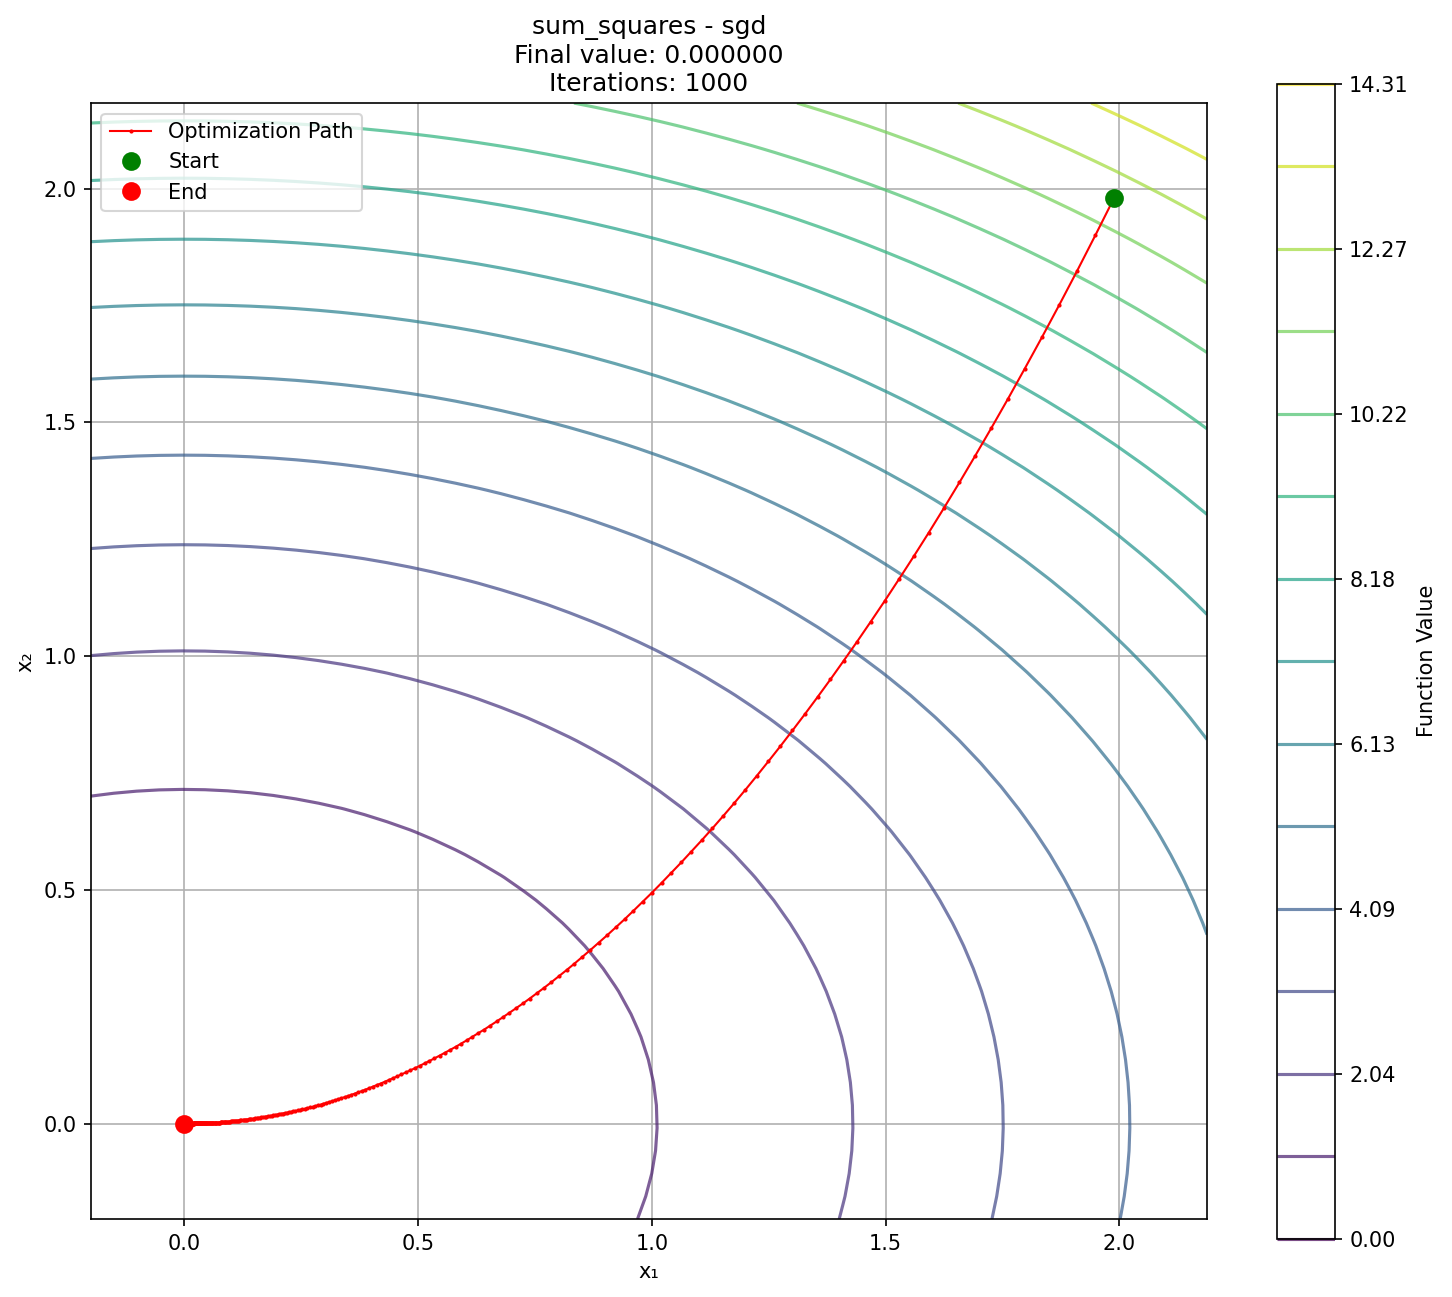 sum_squares - sgd
Final value: 0.000000
Iterations: 1000
Optimization Path
Start
End
2.0
1.5
1.0
0.5
0.0
x₂
0.0
0.5
1.0
1.5
2.0
x₁
14.31
12.27
10.22
8.18
6.13
4.09
2.04
0.00
Function Value